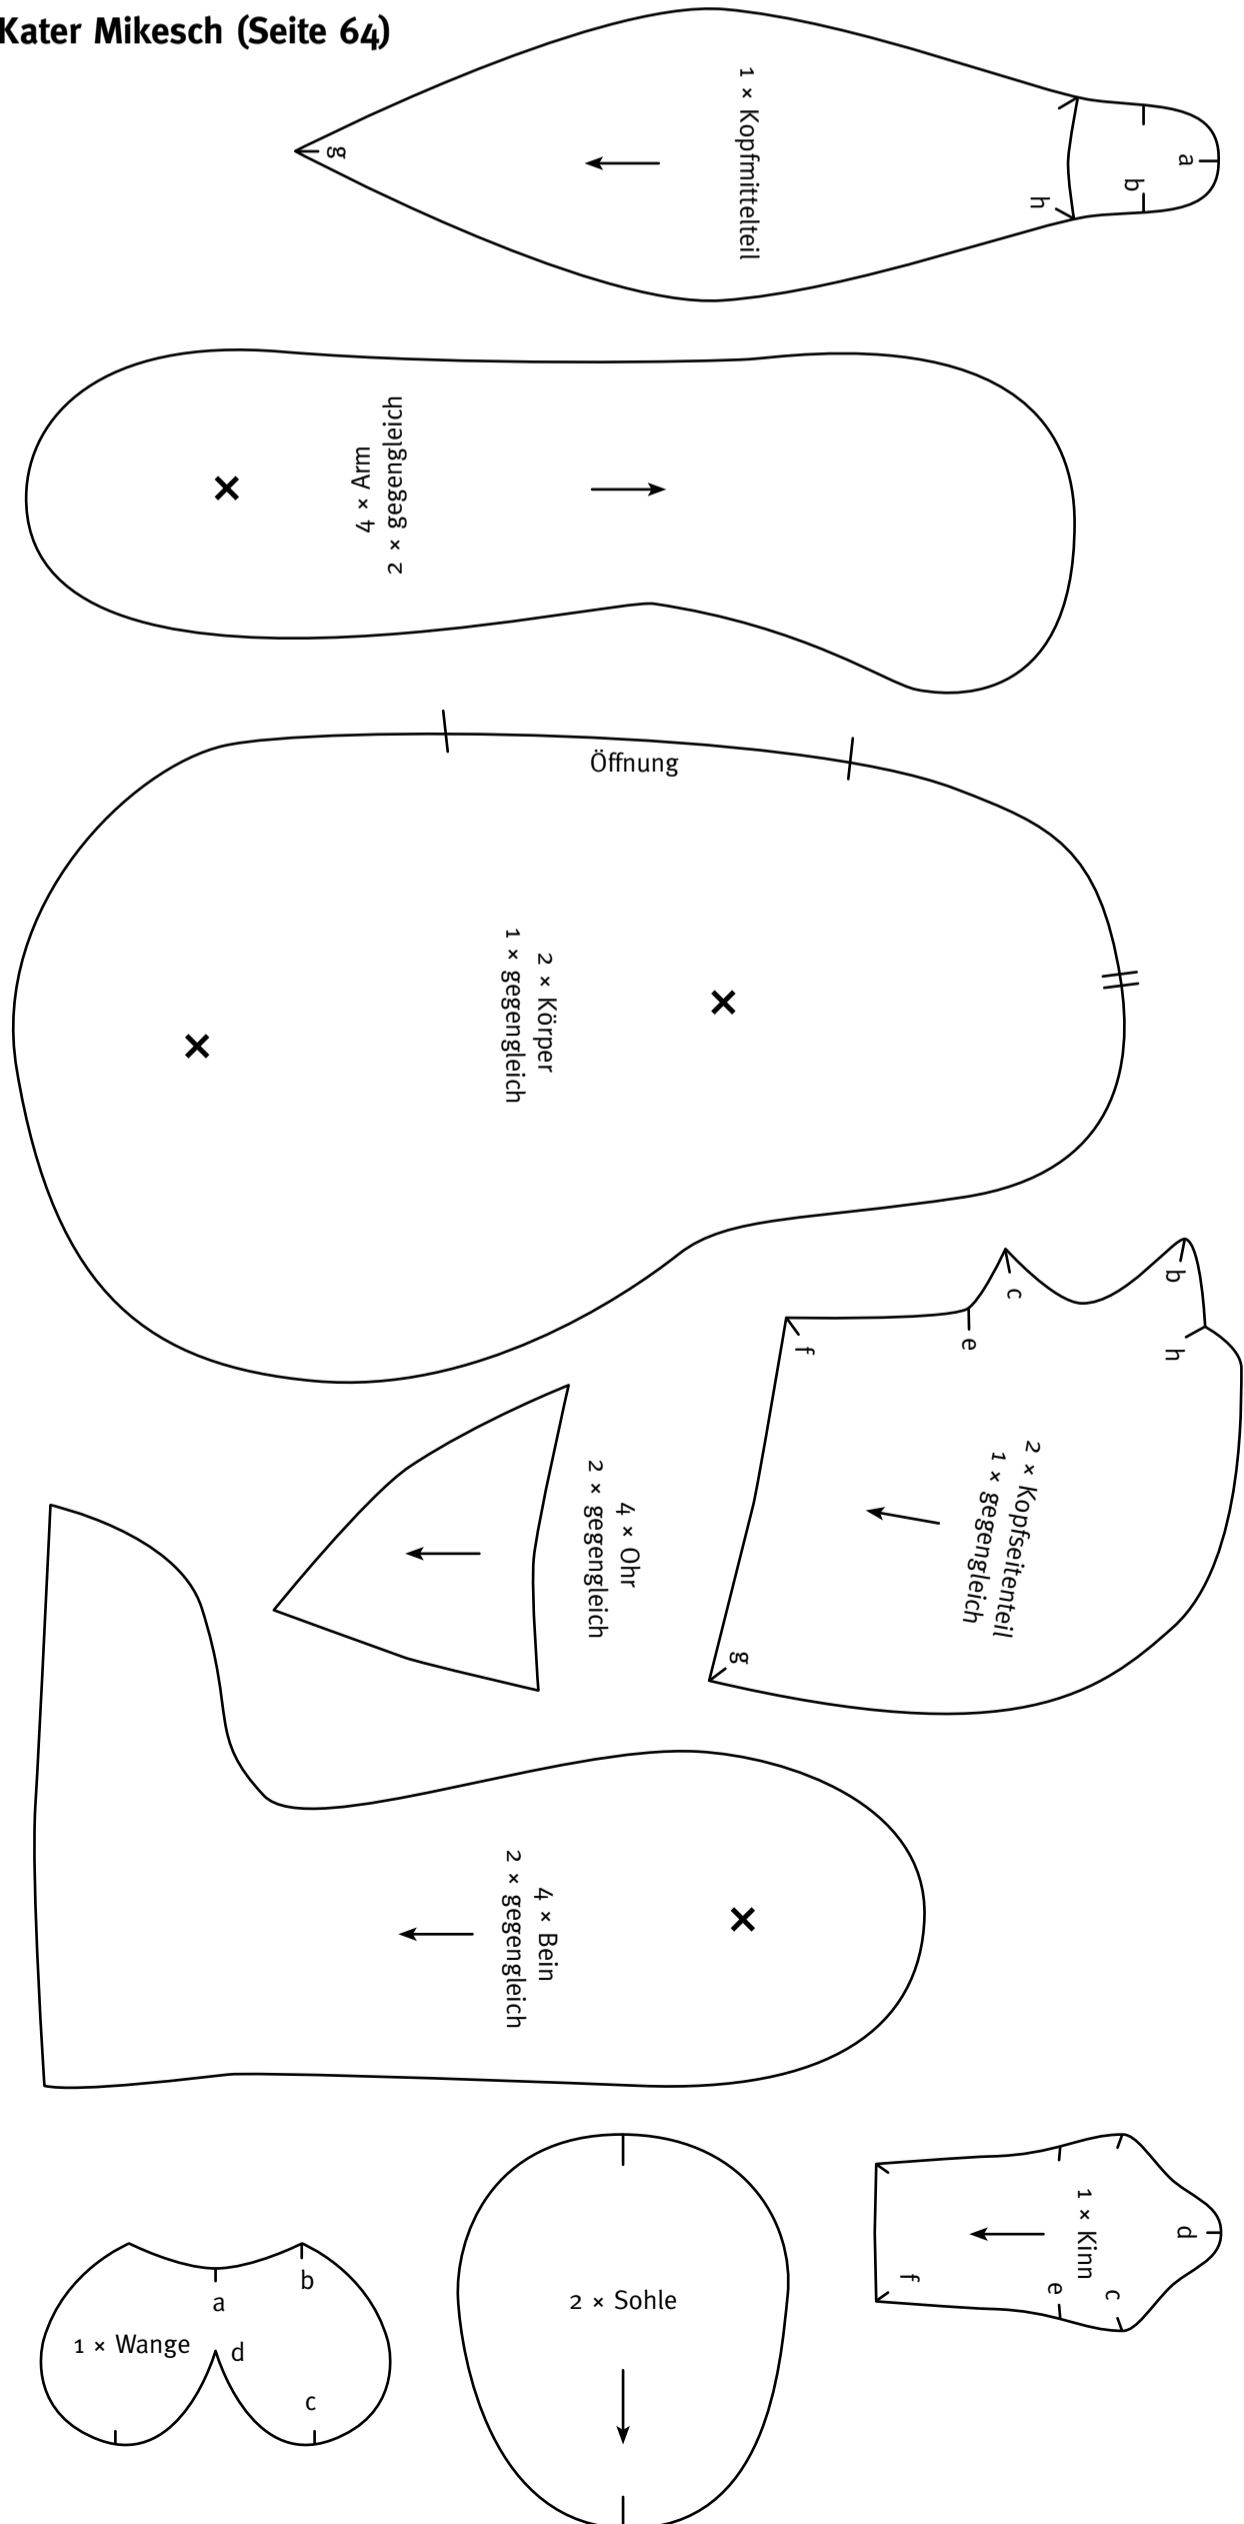 Kater Mikesch (Seite 64)
1 × Kopfmittelteil
g
a
b
h
4 × Arm
2 × gegengleich
Öffnung
2 × Körper
1 × gegengleich
b
c
h
e
f
2 × Kopfseitenteil
1 × gegengleich
g
4 × Ohr
2 × gegengleich
4 × Bein
2 × gegengleich
1 × Kinn
d
c
e
f
2 × Sohle
b
a
1 × Wange
d
c